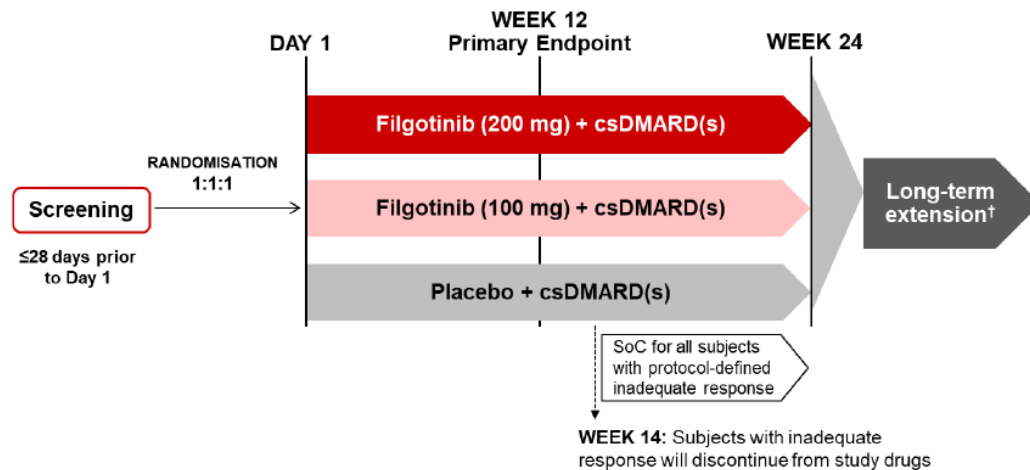 WEEK 12
DAY 1
Primary Endpoint
WEEK 24
Filgotinib (200 mg) + csDMARD(s)
RANDOMISATION
1:1:1
Screening
Filgotinib (100 mg) + csDMARD(s)
Long-term
extension†
≤28 days prior
to Day 1
Placebo + csDMARD(s)
SoC for all subjects
with protocol-defined
inadequate response
WEEK 14: Subjects with inadequate
response will discontinue from study drugs